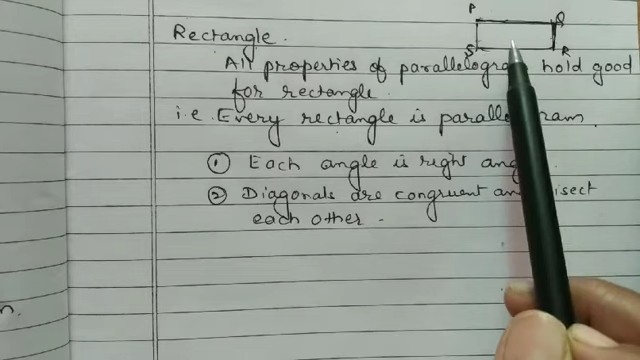 P
Q
Rectangle.
S
R
All properties of parallelogram hold good
for rectangle.
i.e. Every rectangle is parallelogram.
① Each angle is right angle.
② Diagonals are congruent and bisect
each other.
n.